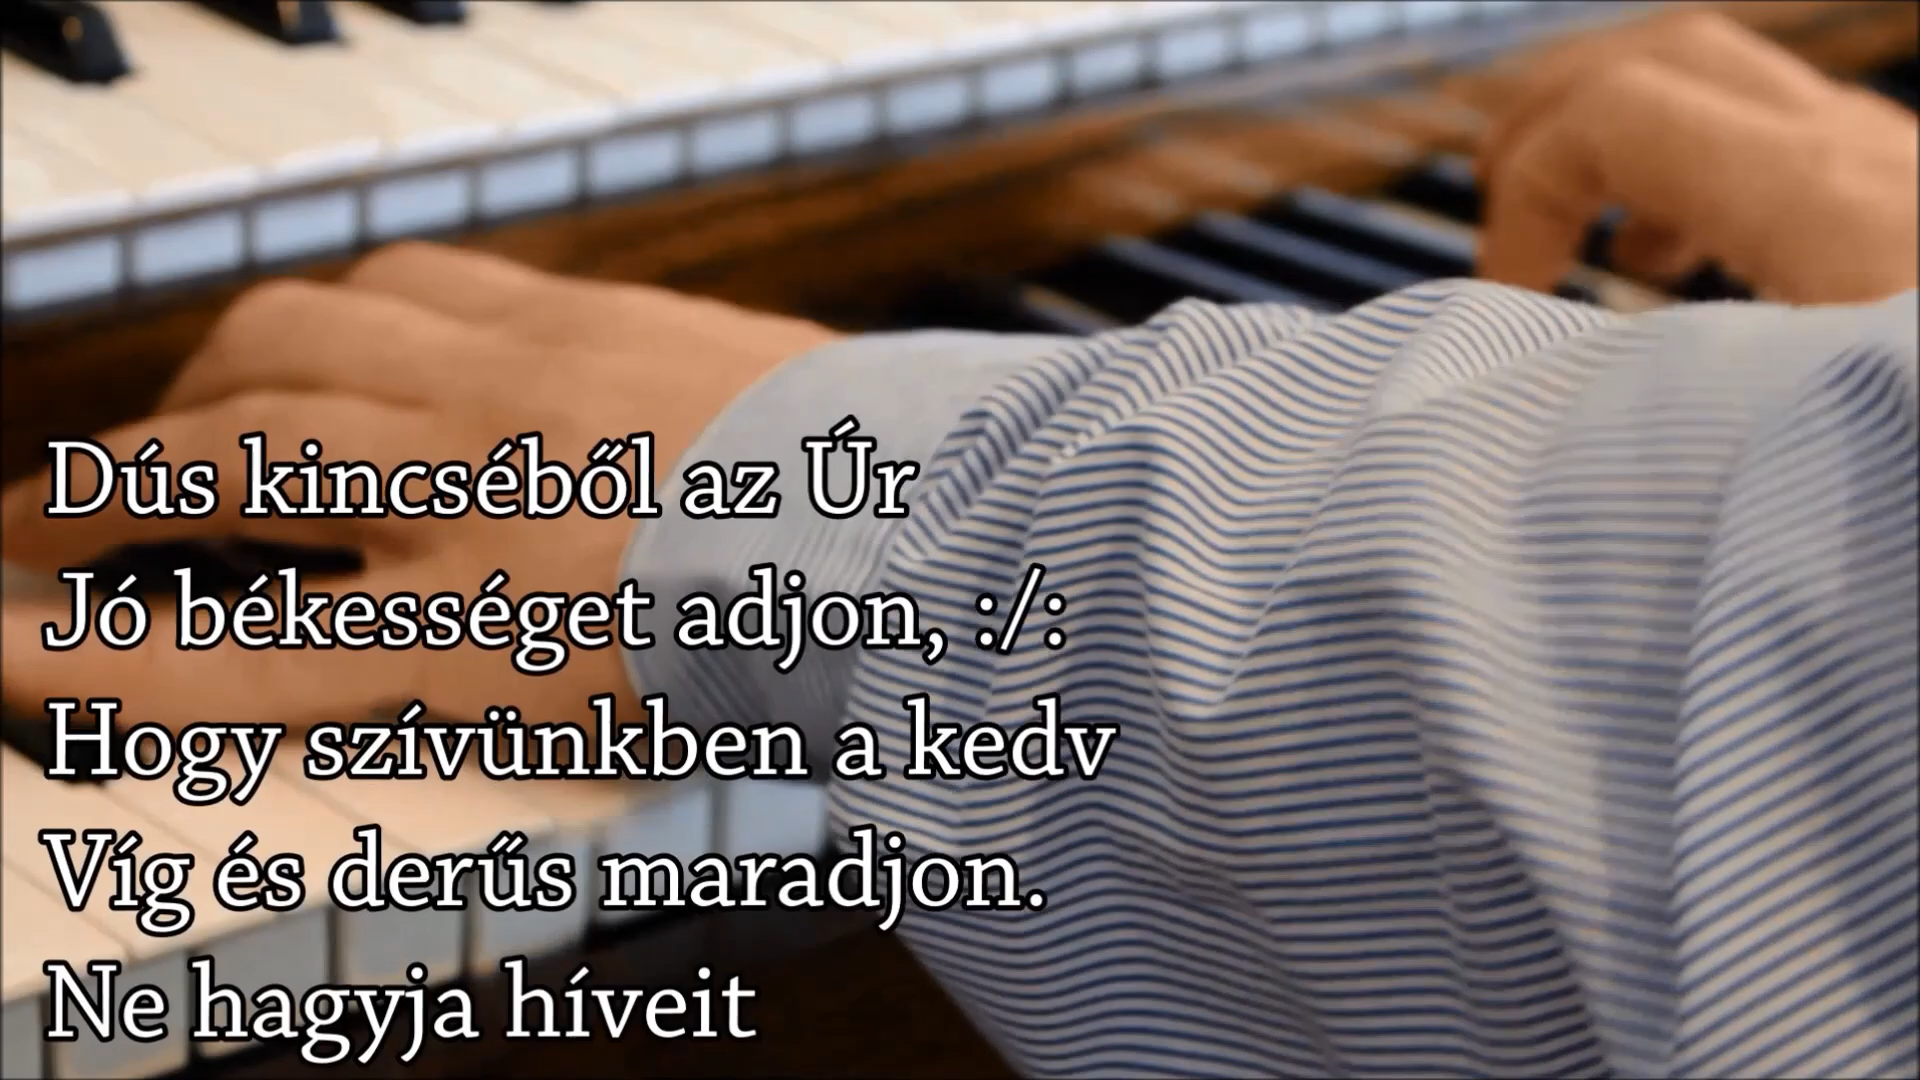 Dús kincséből az Úr
Jó békességet adjon, :/:
Hogy szívünkben a kedv
Víg és derűs maradjon.
Ne hagyja híveit